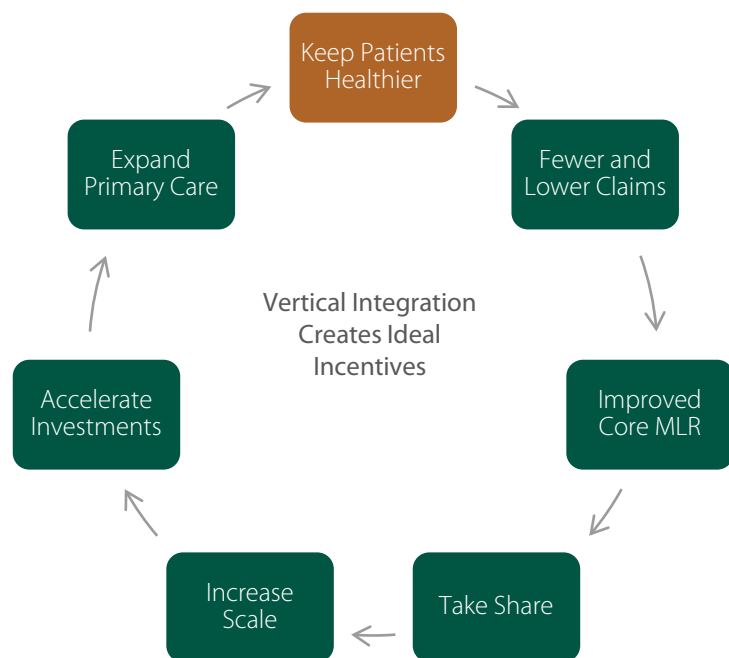 Keep Patients
Healthier
Fewer and
Lower Claims
Improved
Core MLR
Take Share
Increase
Scale
Accelerate
Investments
Expand
Primary Care
Vertical Integration
Creates Ideal
Incentives